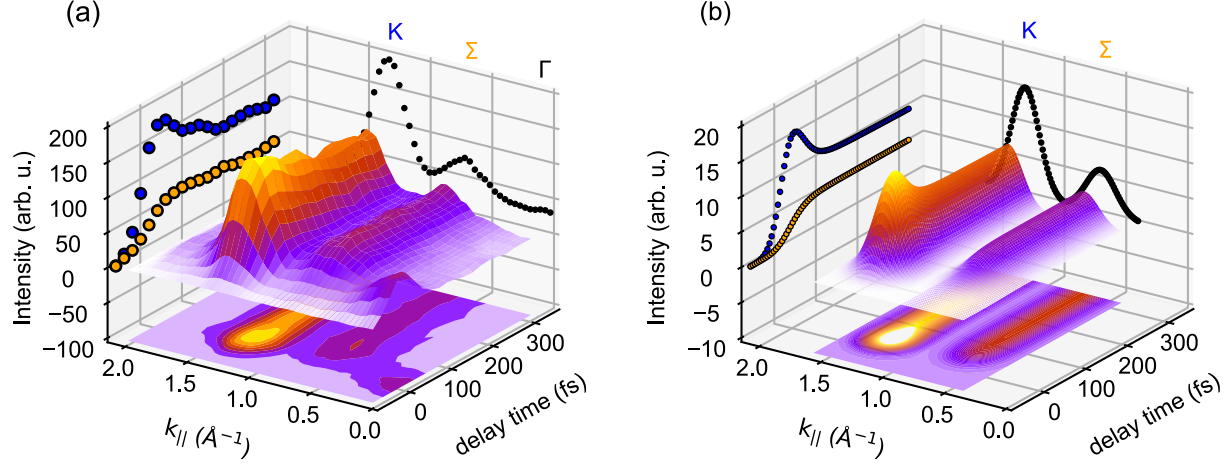 (a)
K
Σ
Γ
Intensity (arb. u.)
200
150
100
50
0
−50
−100
2.0
1.5
1.0
0.5
0.0
k|| (Å⁻¹)
0
100
200
300
delay time (fs)
(b)
K
Σ
Intensity (arb. u.)
20
15
10
5
0
−5
−10
2.0
1.5
1.0
0.5
0.0
k|| (Å⁻¹)
0
100
200
300
delay time (fs)